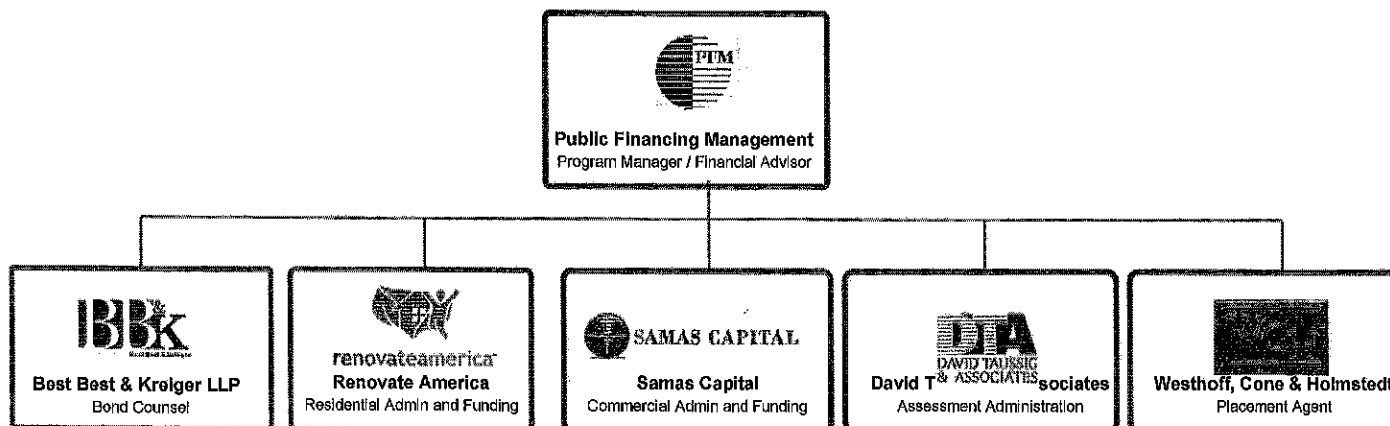 PFM
Public Financing Management
Program Manager / Financial Advisor
BB&K
renovateamerica
SAMAS CAPITAL
DTA
DAVID TAUSSIG
& ASSOCIATES
Best Best & Kreiger LLP
Bond Counsel
Renovate America
Residential Admin and Funding
Samas Capital
Commercial Admin and Funding
David T sociates
Assessment Administration
Westhoff, Cone & Holmstedt
Placement Agent